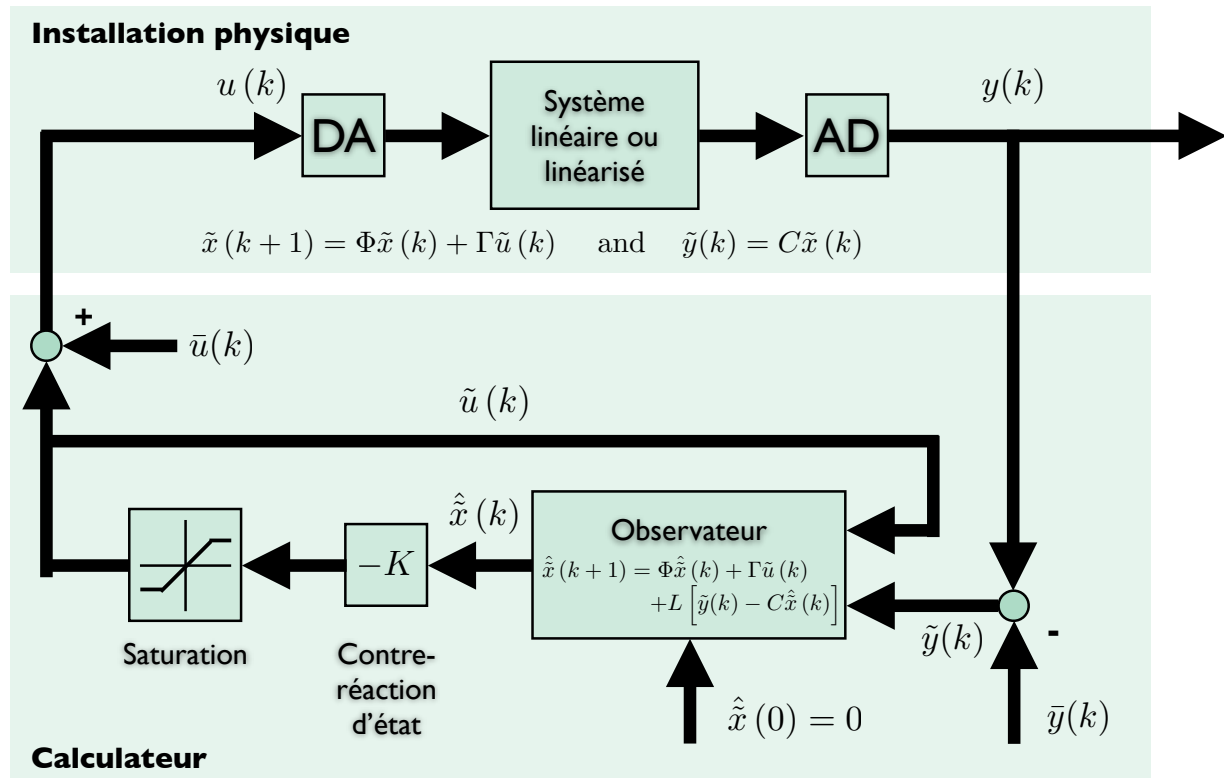 Installation physique
u (k)
y(k)
DA
Système
linéaire ou
linéarisé
AD
x̃ (k + 1) = Φx̃ (k) + Γũ (k) and ỹ(k) = Cx̃ (k)
+
ū(k)
ũ (k)
x̃̂ (k)
Observateur
x̃̂ (k + 1) = Φx̃̂ (k) + Γũ (k)
+L [ỹ(k) − Cx̃̂ (k)]
−K
ỹ(k)
-
Saturation
Contre-
réaction
d'état
x̃̂ (0) = 0
ȳ(k)
Calculateur